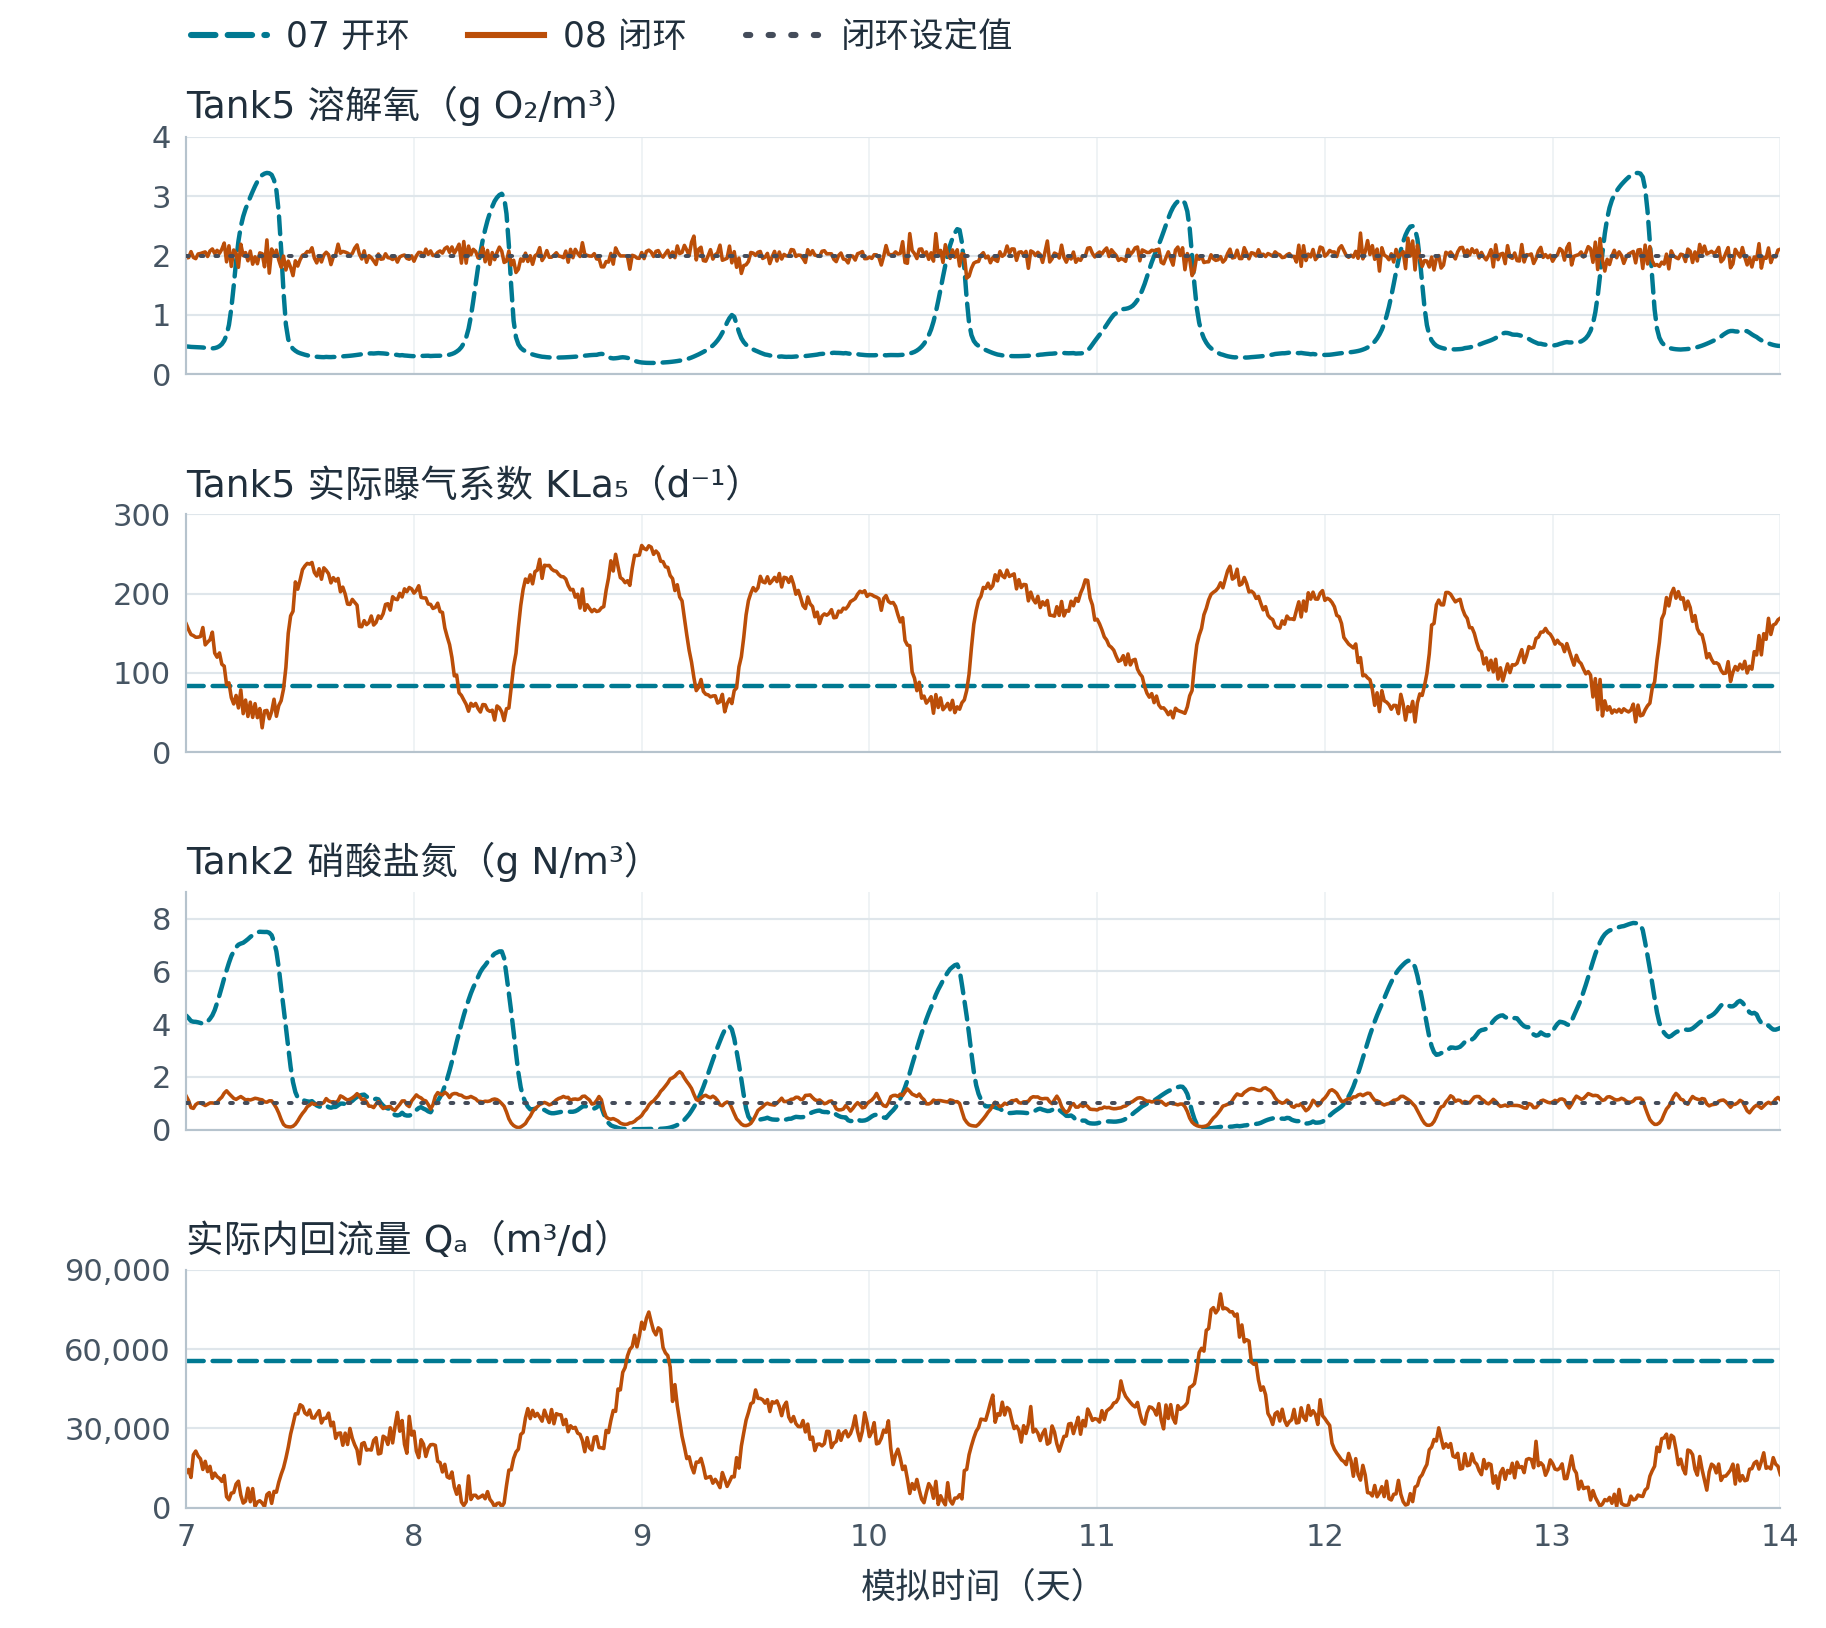 07 开环 08 闭环 闭环设定值
Tank5 溶解氧（g O₂/m³）
4
3
2
1
0
Tank5 实际曝气系数 KLa₅（d⁻¹）
300
200
100
0
Tank2 硝酸盐氮（g N/m³）
8
6
4
2
0
实际内回流量 Qₐ（m³/d）
90,000
60,000
30,000
0
7 8 9 10 11 12 13 14
模拟时间（天）